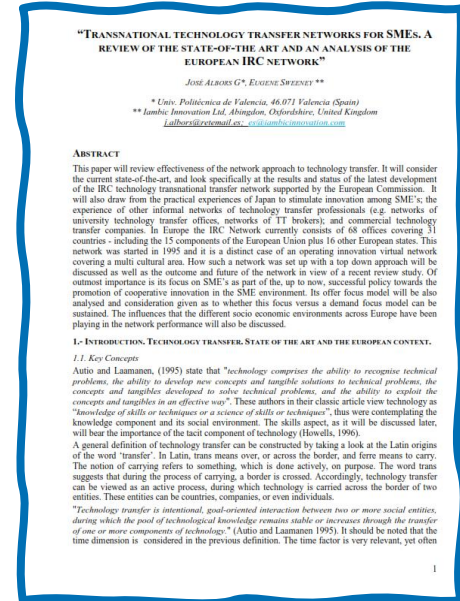 “TRANSNATIONAL TECHNOLOGY TRANSFER NETWORKS FOR SMES. A
REVIEW OF THE STATE-OF-THE ART AND AN ANALYSIS OF THE
EUROPEAN IRC NETWORK”
JOSÉ ALBORS G*, EUGENE SWEENEY **
* Univ. Politécnica de Valencia, 46.071 Valencia (Spain)
** Iambic Innovation Ltd, Abingdon, Oxfordshire, United Kingdom
j.albors@retemail.es; es@iambicinnovation.com
ABSTRACT
This paper will review effectiveness of the network approach to technology transfer. It will consider
the current state-of-the-art, and look specifically at the results and status of the latest development
of the IRC technology transnational transfer network supported by the European Commission. It
will also draw from the practical experiences of Japan to stimulate innovation among SME’s; the
experience of other informal networks of technology transfer professionals (e.g. networks of
university technology transfer offices, networks of TT brokers); and commercial technology
transfer companies. In Europe the IRC Network currently consists of 68 offices covering 31
countries - including the 15 components of the European Union plus 16 other European states. This
network was started in 1995 and it is a distinct case of an operating innovation virtual network
covering a multi cultural area. How such a network was set up with a top down approach will be
discussed as well as the outcome and future of the network in view of a recent review study. Of
outmost importance is its focus on SME’s as part of the, up to now, successful policy towards the
promotion of cooperative innovation in the SME environment. Its offer focus model will be also
analysed and consideration given as to whether this focus versus a demand focus model can be
sustained. The influences that the different socio economic environments across Europe have been
playing in the network performance will also be discussed.
1.- INTRODUCTION. TECHNOLOGY TRANSFER. STATE OF THE ART AND THE EUROPEAN CONTEXT.
1.1. Key Concepts
Autio and Laamanen, (1995) state that "technology comprises the ability to recognise technical
problems, the ability to develop new concepts and tangible solutions to technical problems, the
concepts and tangibles developed to solve technical problems, and the ability to exploit the
concepts and tangibles in an effective way". These authors in their classic article view technology as
“knowledge of skills or techniques or a science of skills or techniques”, thus were contemplating the
knowledge component and its social environment. The skills aspect, as it will be discussed later,
will bear the importance of the tacit component of technology (Howells, 1996).
A general definition of technology transfer can be constructed by taking a look at the Latin origins
of the word ‘transfer’. In Latin, trans means over, or across the border, and ferre means to carry.
The notion of carrying refers to something, which is done actively, on purpose. The word trans
suggests that during the process of carrying, a border is crossed. Accordingly, technology transfer
can be viewed as an active process, during which technology is carried across the border of two
entities. These entities can be countries, companies, or even individuals.
"Technology transfer is intentional, goal-oriented interaction between two or more social entities,
during which the pool of technological knowledge remains stable or increases through the transfer
of one or more components of technology." (Autio and Laamanen 1995). It should be noted that the
time dimension is considered in the previous definition. The time factor is very relevant, yet often
1